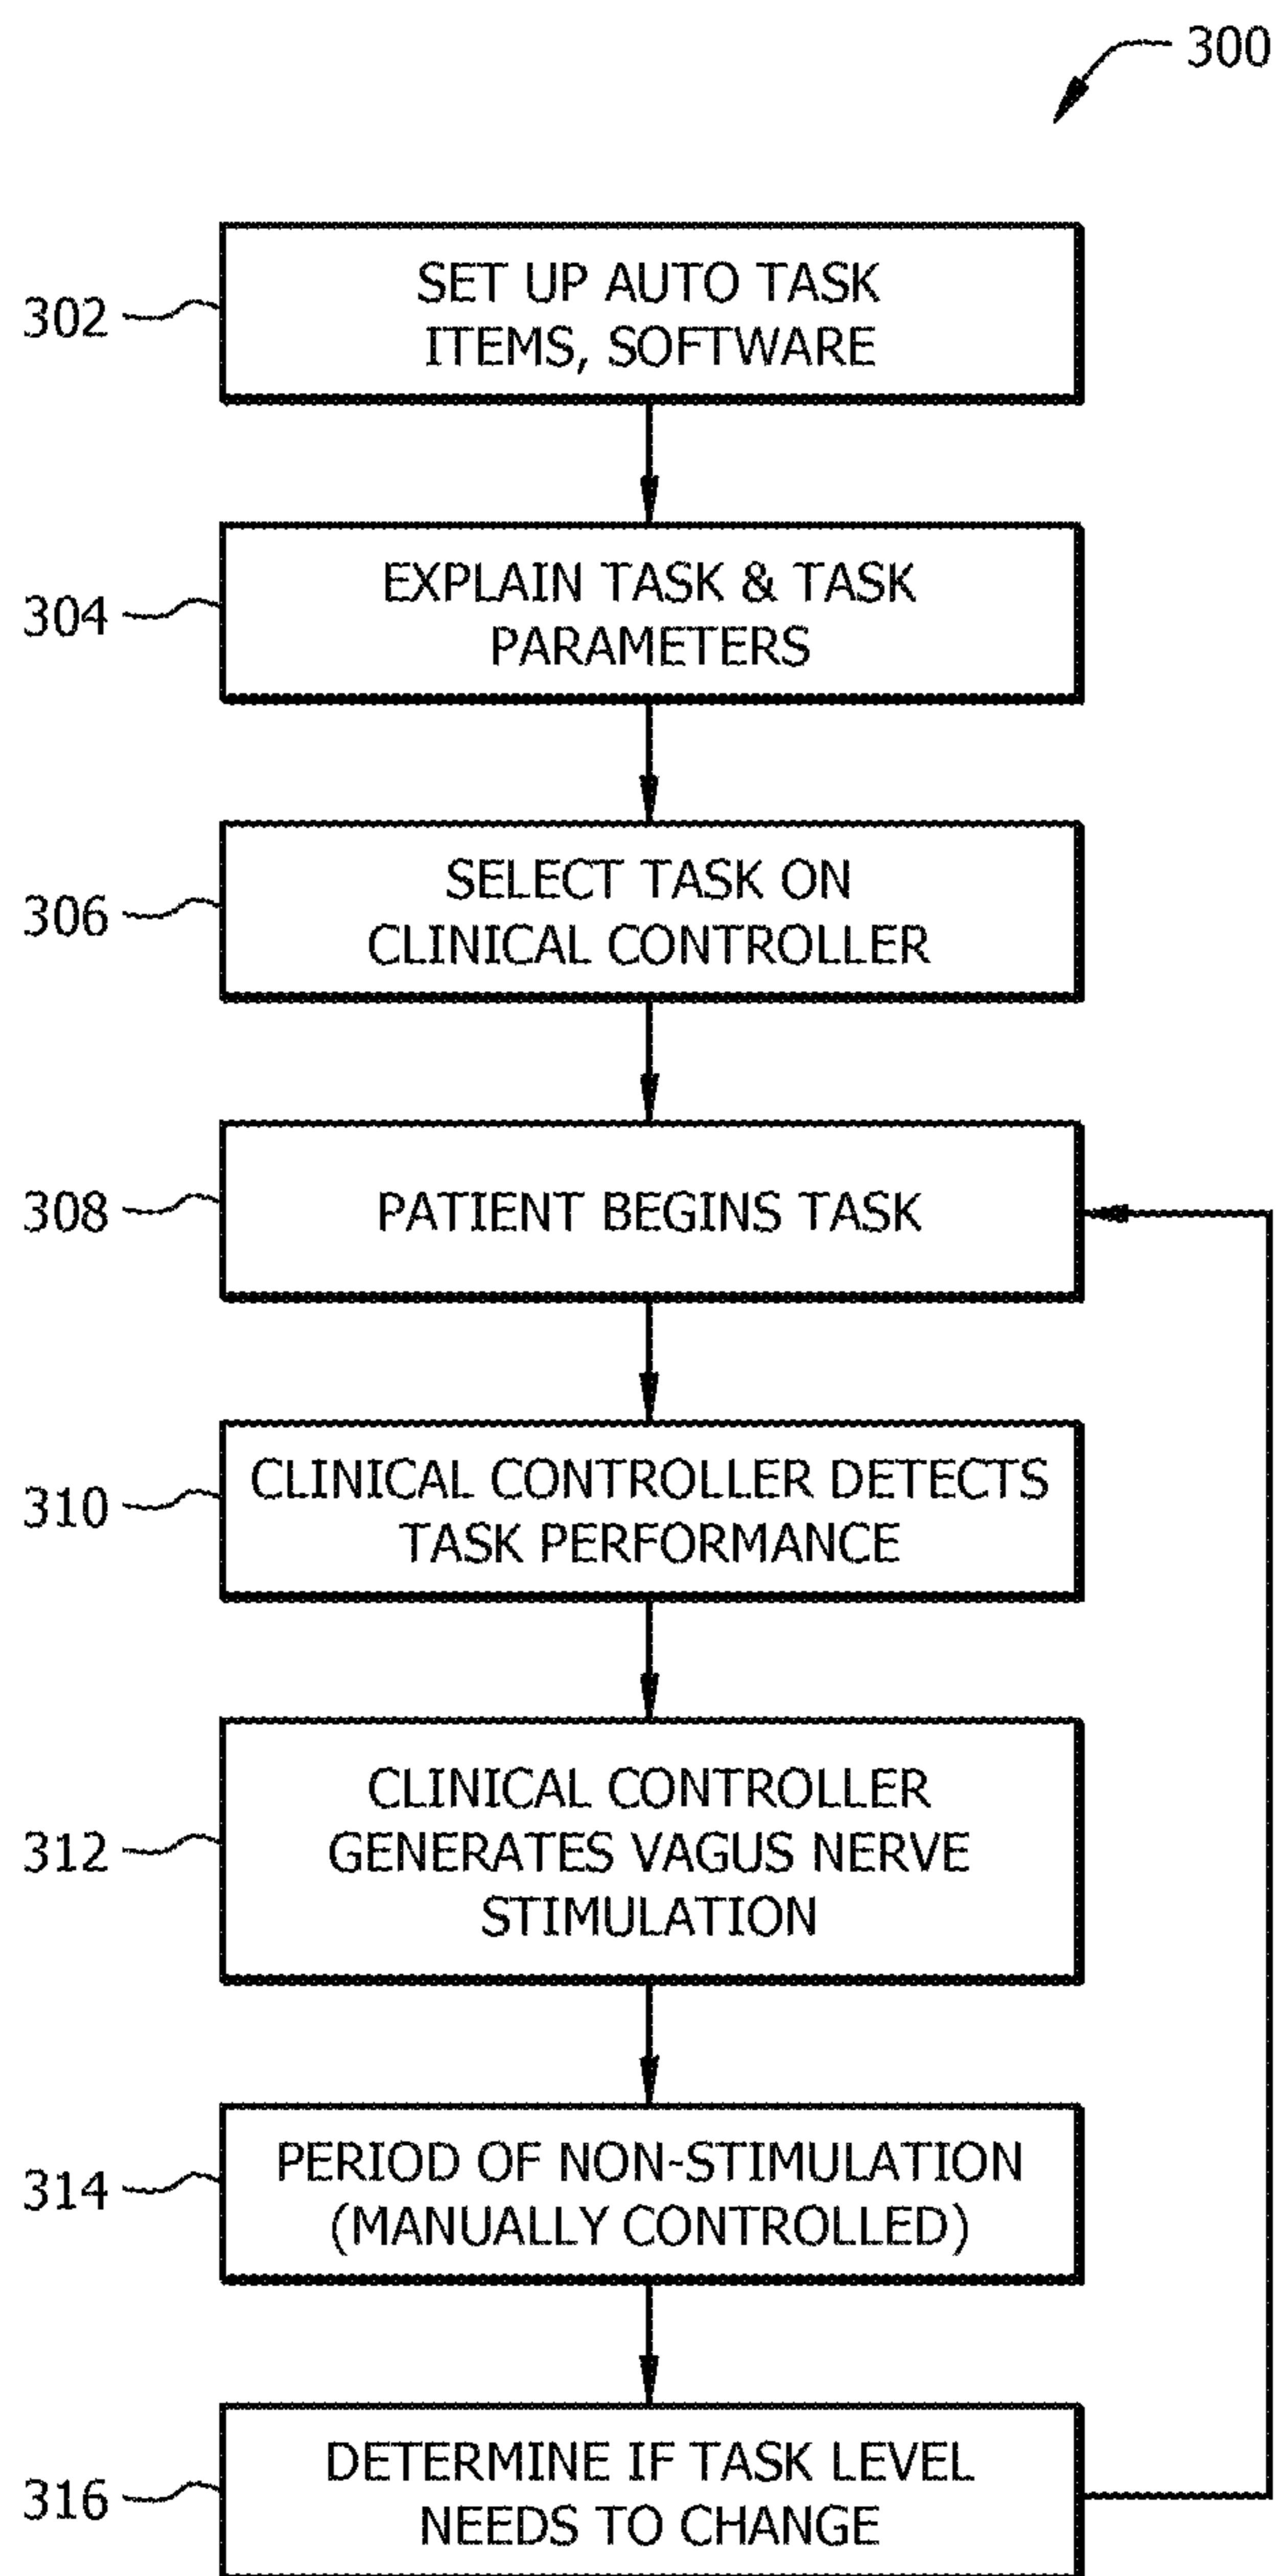 300
302
SET UP AUTO TASK
ITEMS, SOFTWARE
304
EXPLAIN TASK & TASK
PARAMETERS
306
SELECT TASK ON
CLINICAL CONTROLLER
308
PATIENT BEGINS TASK
310
CLINICAL CONTROLLER DETECTS
TASK PERFORMANCE
312
CLINICAL CONTROLLER
GENERATES VAGUS NERVE
STIMULATION
314
PERIOD OF NON-STIMULATION
(MANUALLY CONTROLLED)
316
DETERMINE IF TASK LEVEL
NEEDS TO CHANGE